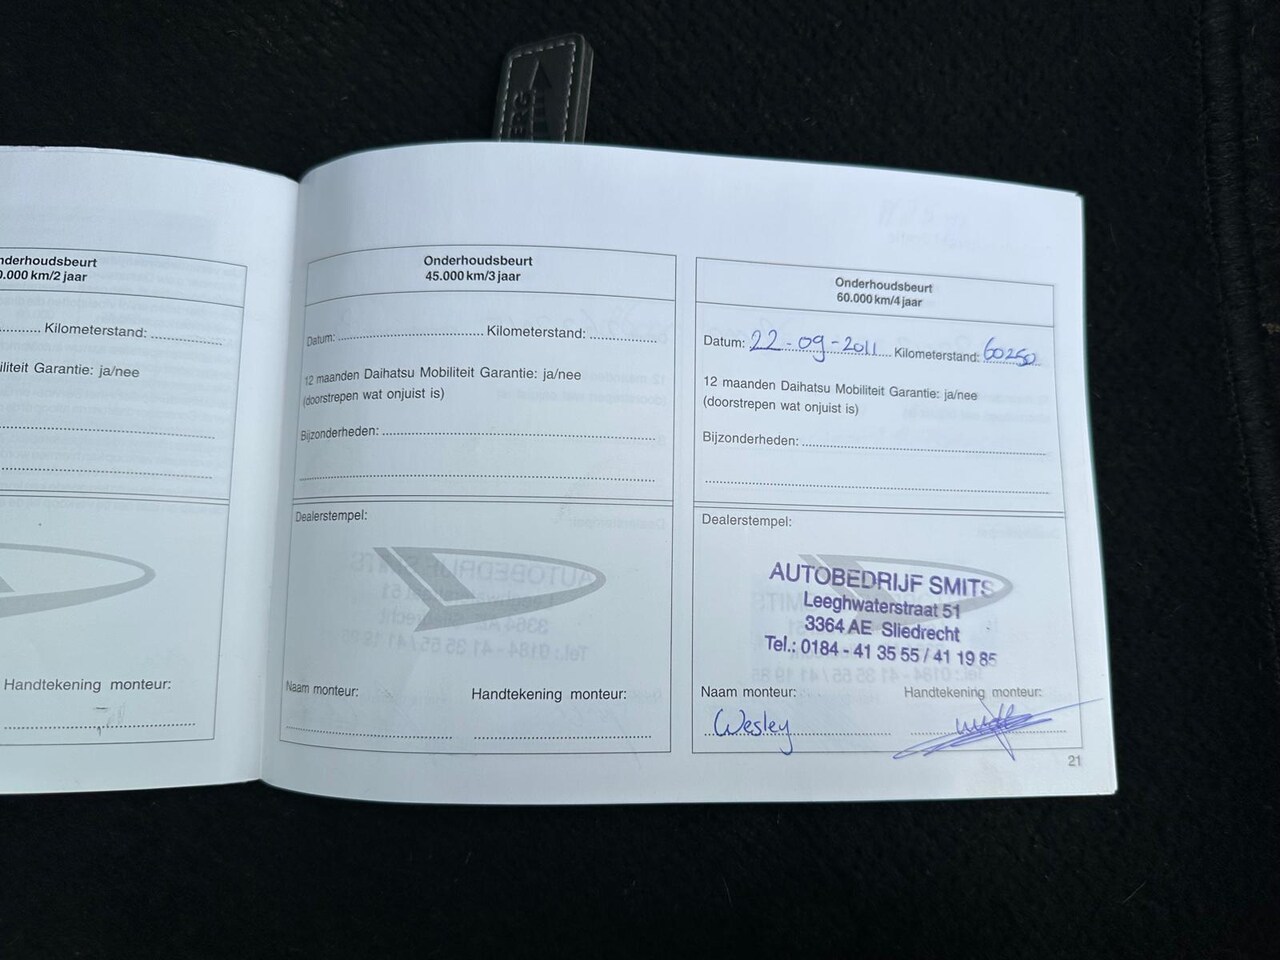 BERG
km/2 jaar
Kilometerstand:
Garantie: ja/nee
Handtekening monteur:
Onderhoudsbeurt
45.000 km/3 jaar
Datum: Kilometerstand:
12 maanden Daihatsu Mobiliteit Garantie: ja/nee
(doorstrepen wat onjuist is)
Bijzonderheden:
Dealerstempel:
Naam monteur: Handtekening monteur:
Onderhoudsbeurt
60.000 km/4 jaar
Datum: 22-09-2011 Kilometerstand: 60250
12 maanden Daihatsu Mobiliteit Garantie: ja/nee
(doorstrepen wat onjuist is)
Bijzonderheden:
Dealerstempel:
AUTOBEDRIJF SMITS
Leeghwaterstraat 51
3364 AE Sliedrecht
Tel.: 0184 - 41 35 55 / 41 19 85
Naam monteur: Handtekening monteur:
Wesley
21